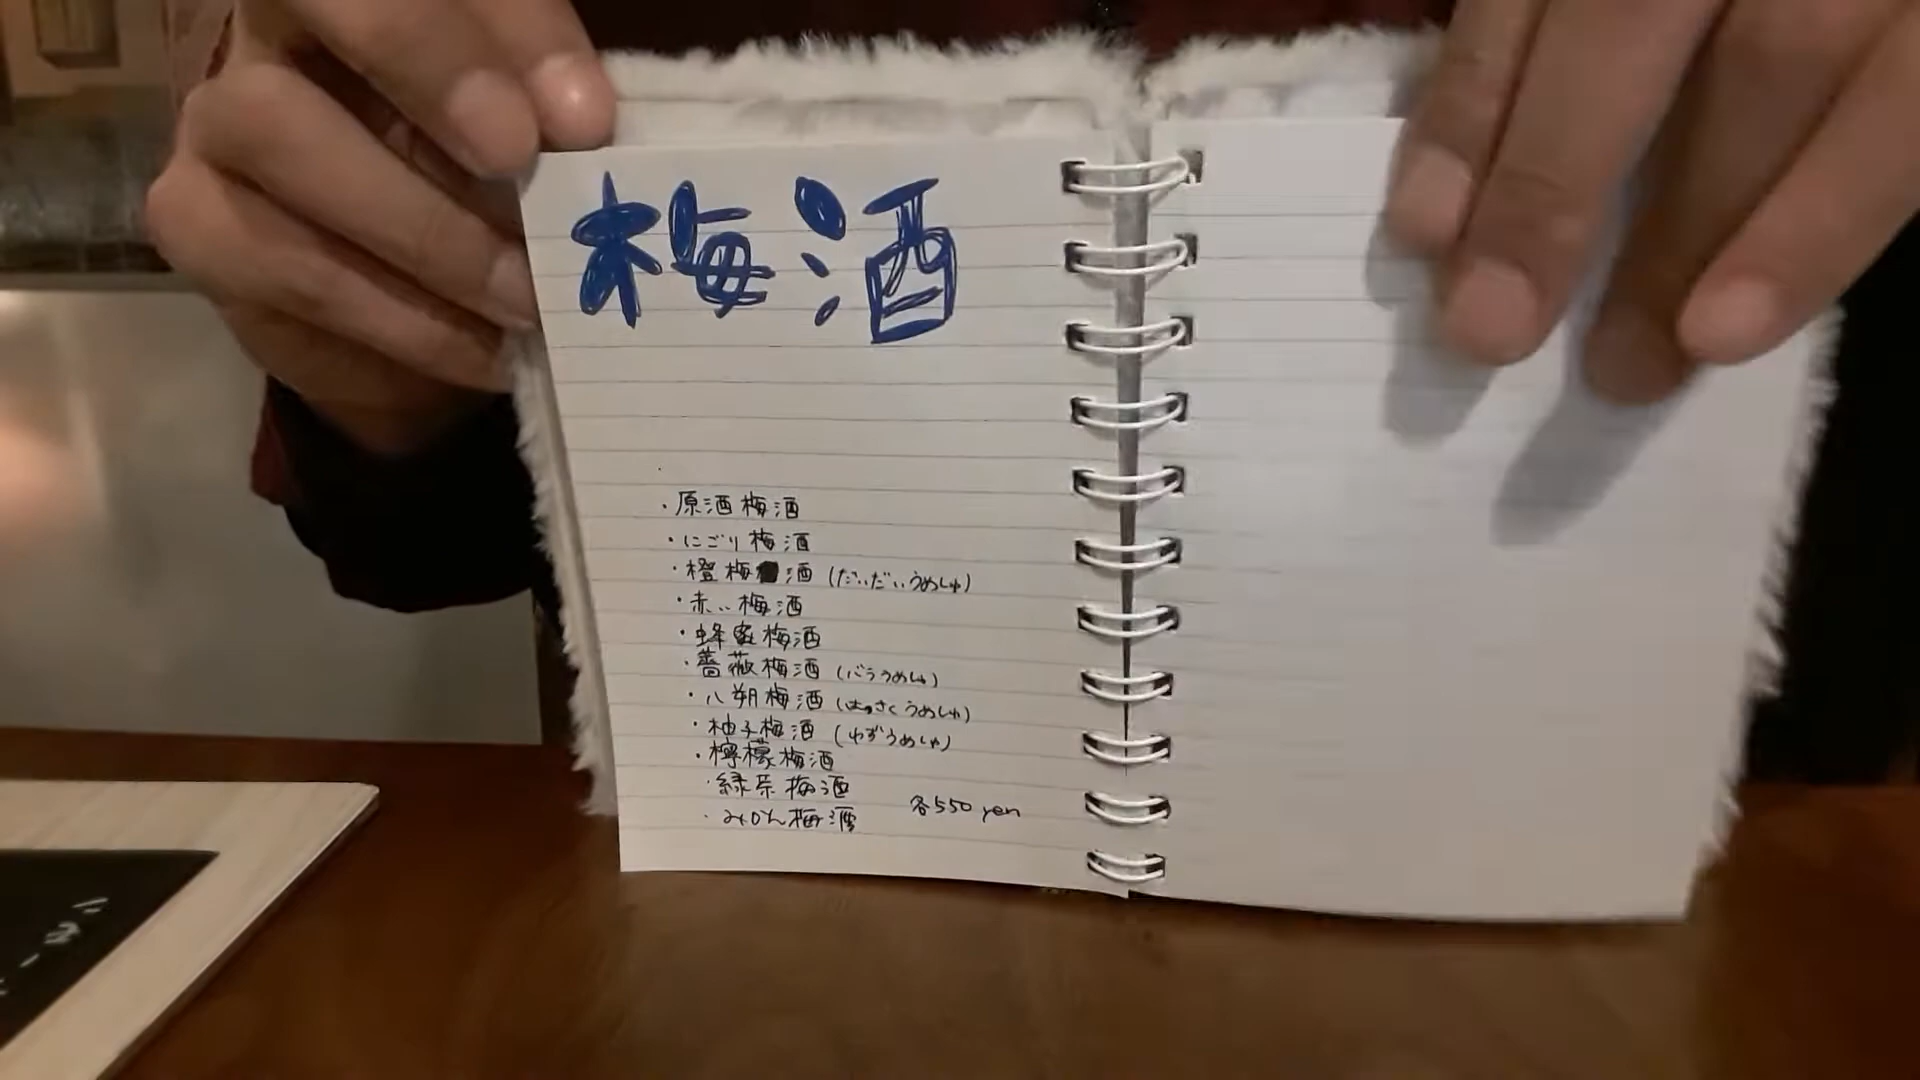 梅酒
・原酒梅酒
・にごり梅酒
・橙梅酒 (だいだいうめしゅ)
・赤い梅酒
・蜂蜜梅酒
・薔薇梅酒 (ばらうめしゅ)
・八朔梅酒 (はっさくうめしゅ)
・柚子梅酒 (ゆずうめしゅ)
・檸檬梅酒
・緑茶梅酒
・みかん梅酒 各550yen